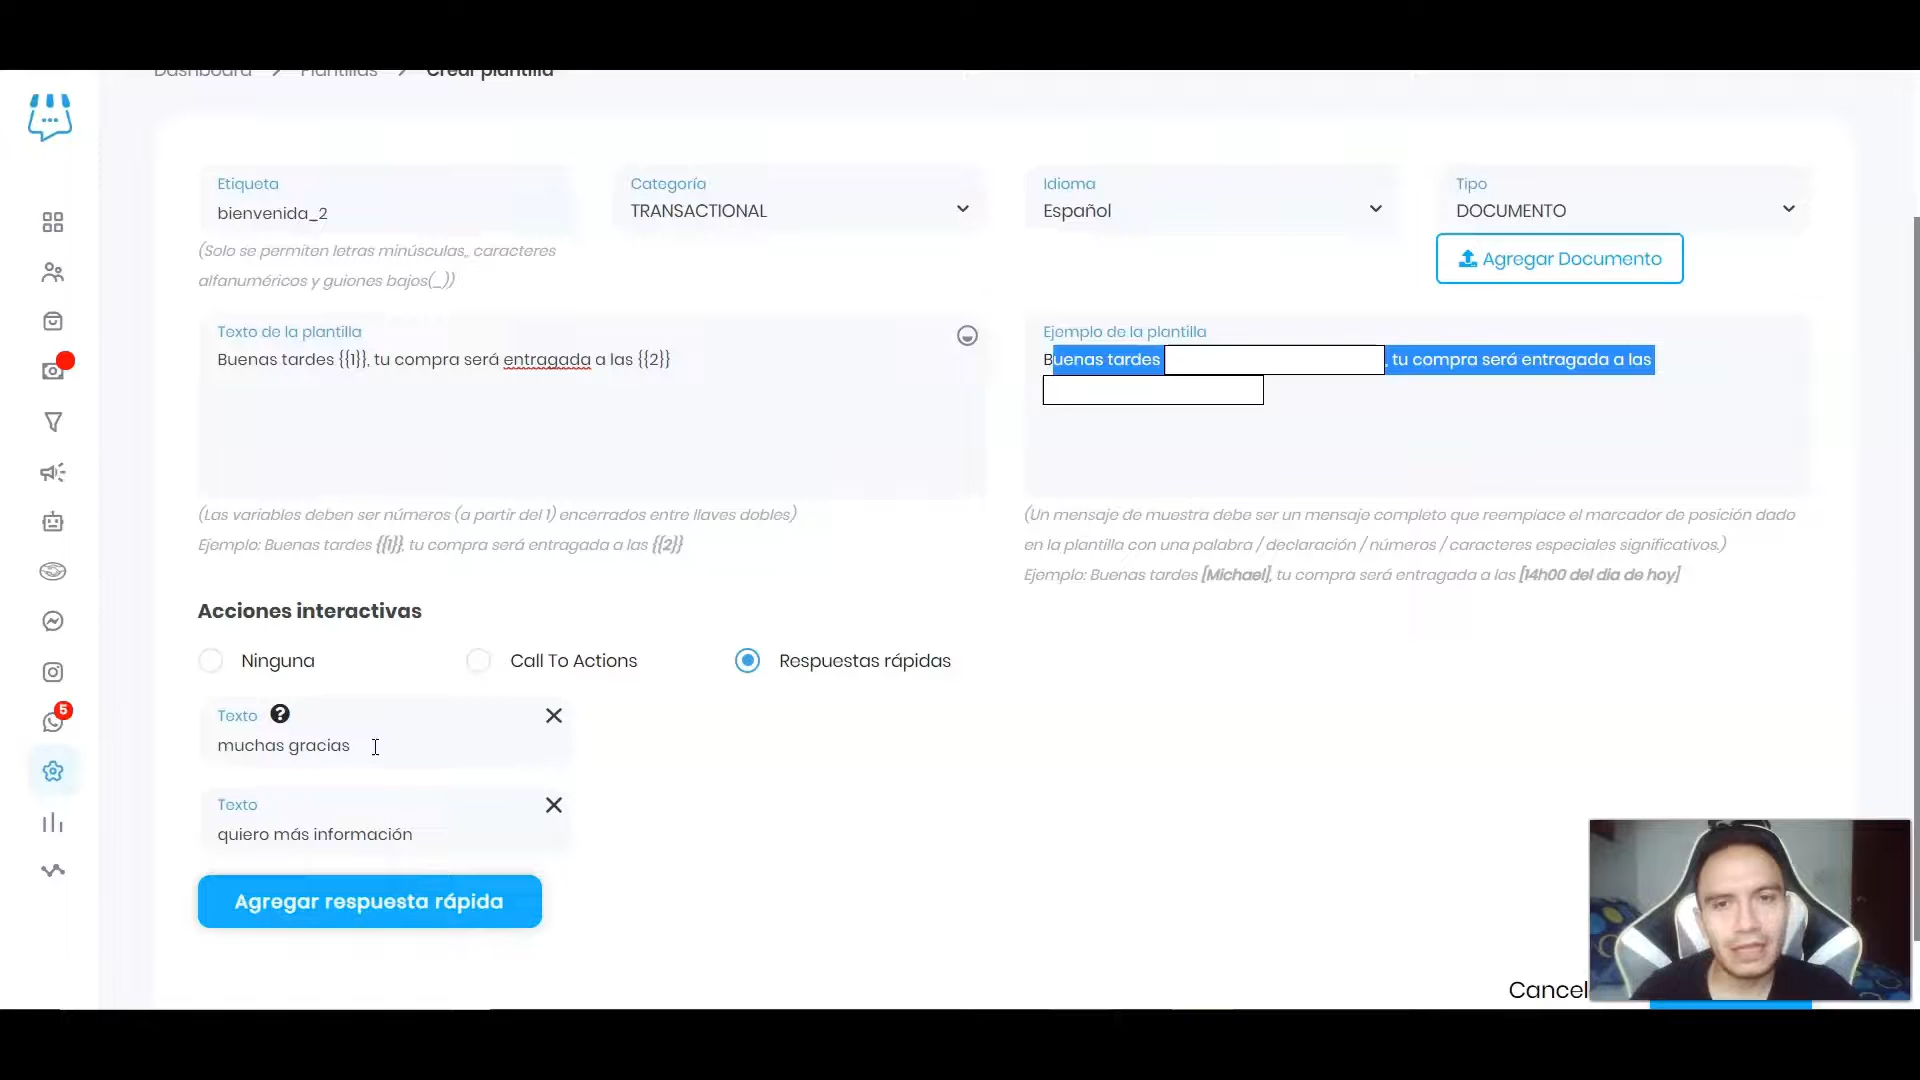 Dashboard > Plantillas > Crear plantilla
Etiqueta
bienvenida_2
(Solo se permiten letras minúsculas,, caracteres
alfanuméricos y guiones bajos(_))
Categoría
TRANSACTIONAL
Idioma
Español
Tipo
DOCUMENTO
Agregar Documento
Texto de la plantilla
Buenas tardes {{1}}, tu compra será entragada a las {{2}}
(Las variables deben ser números (a partir del 1) encerrados entre llaves dobles)
Ejemplo: Buenas tardes {{1}}, tu compra será entragada a las {{2}}
Ejemplo de la plantilla
Buenas tardes , tu compra será entragada a las
(Un mensaje de muestra debe ser un mensaje completo que reemplace el marcador de posición dado
en la plantilla con una palabra / declaración / números / caracteres especiales significativos.)
Ejemplo: Buenas tardes [Michael], tu compra será entragada a las [14h00 del dia de hoy]
Acciones interactivas
Ninguna
Call To Actions
Respuestas rápidas
Texto ?
muchas gracias
Texto
quiero más información
Agregar respuesta rápida
5
Cancel